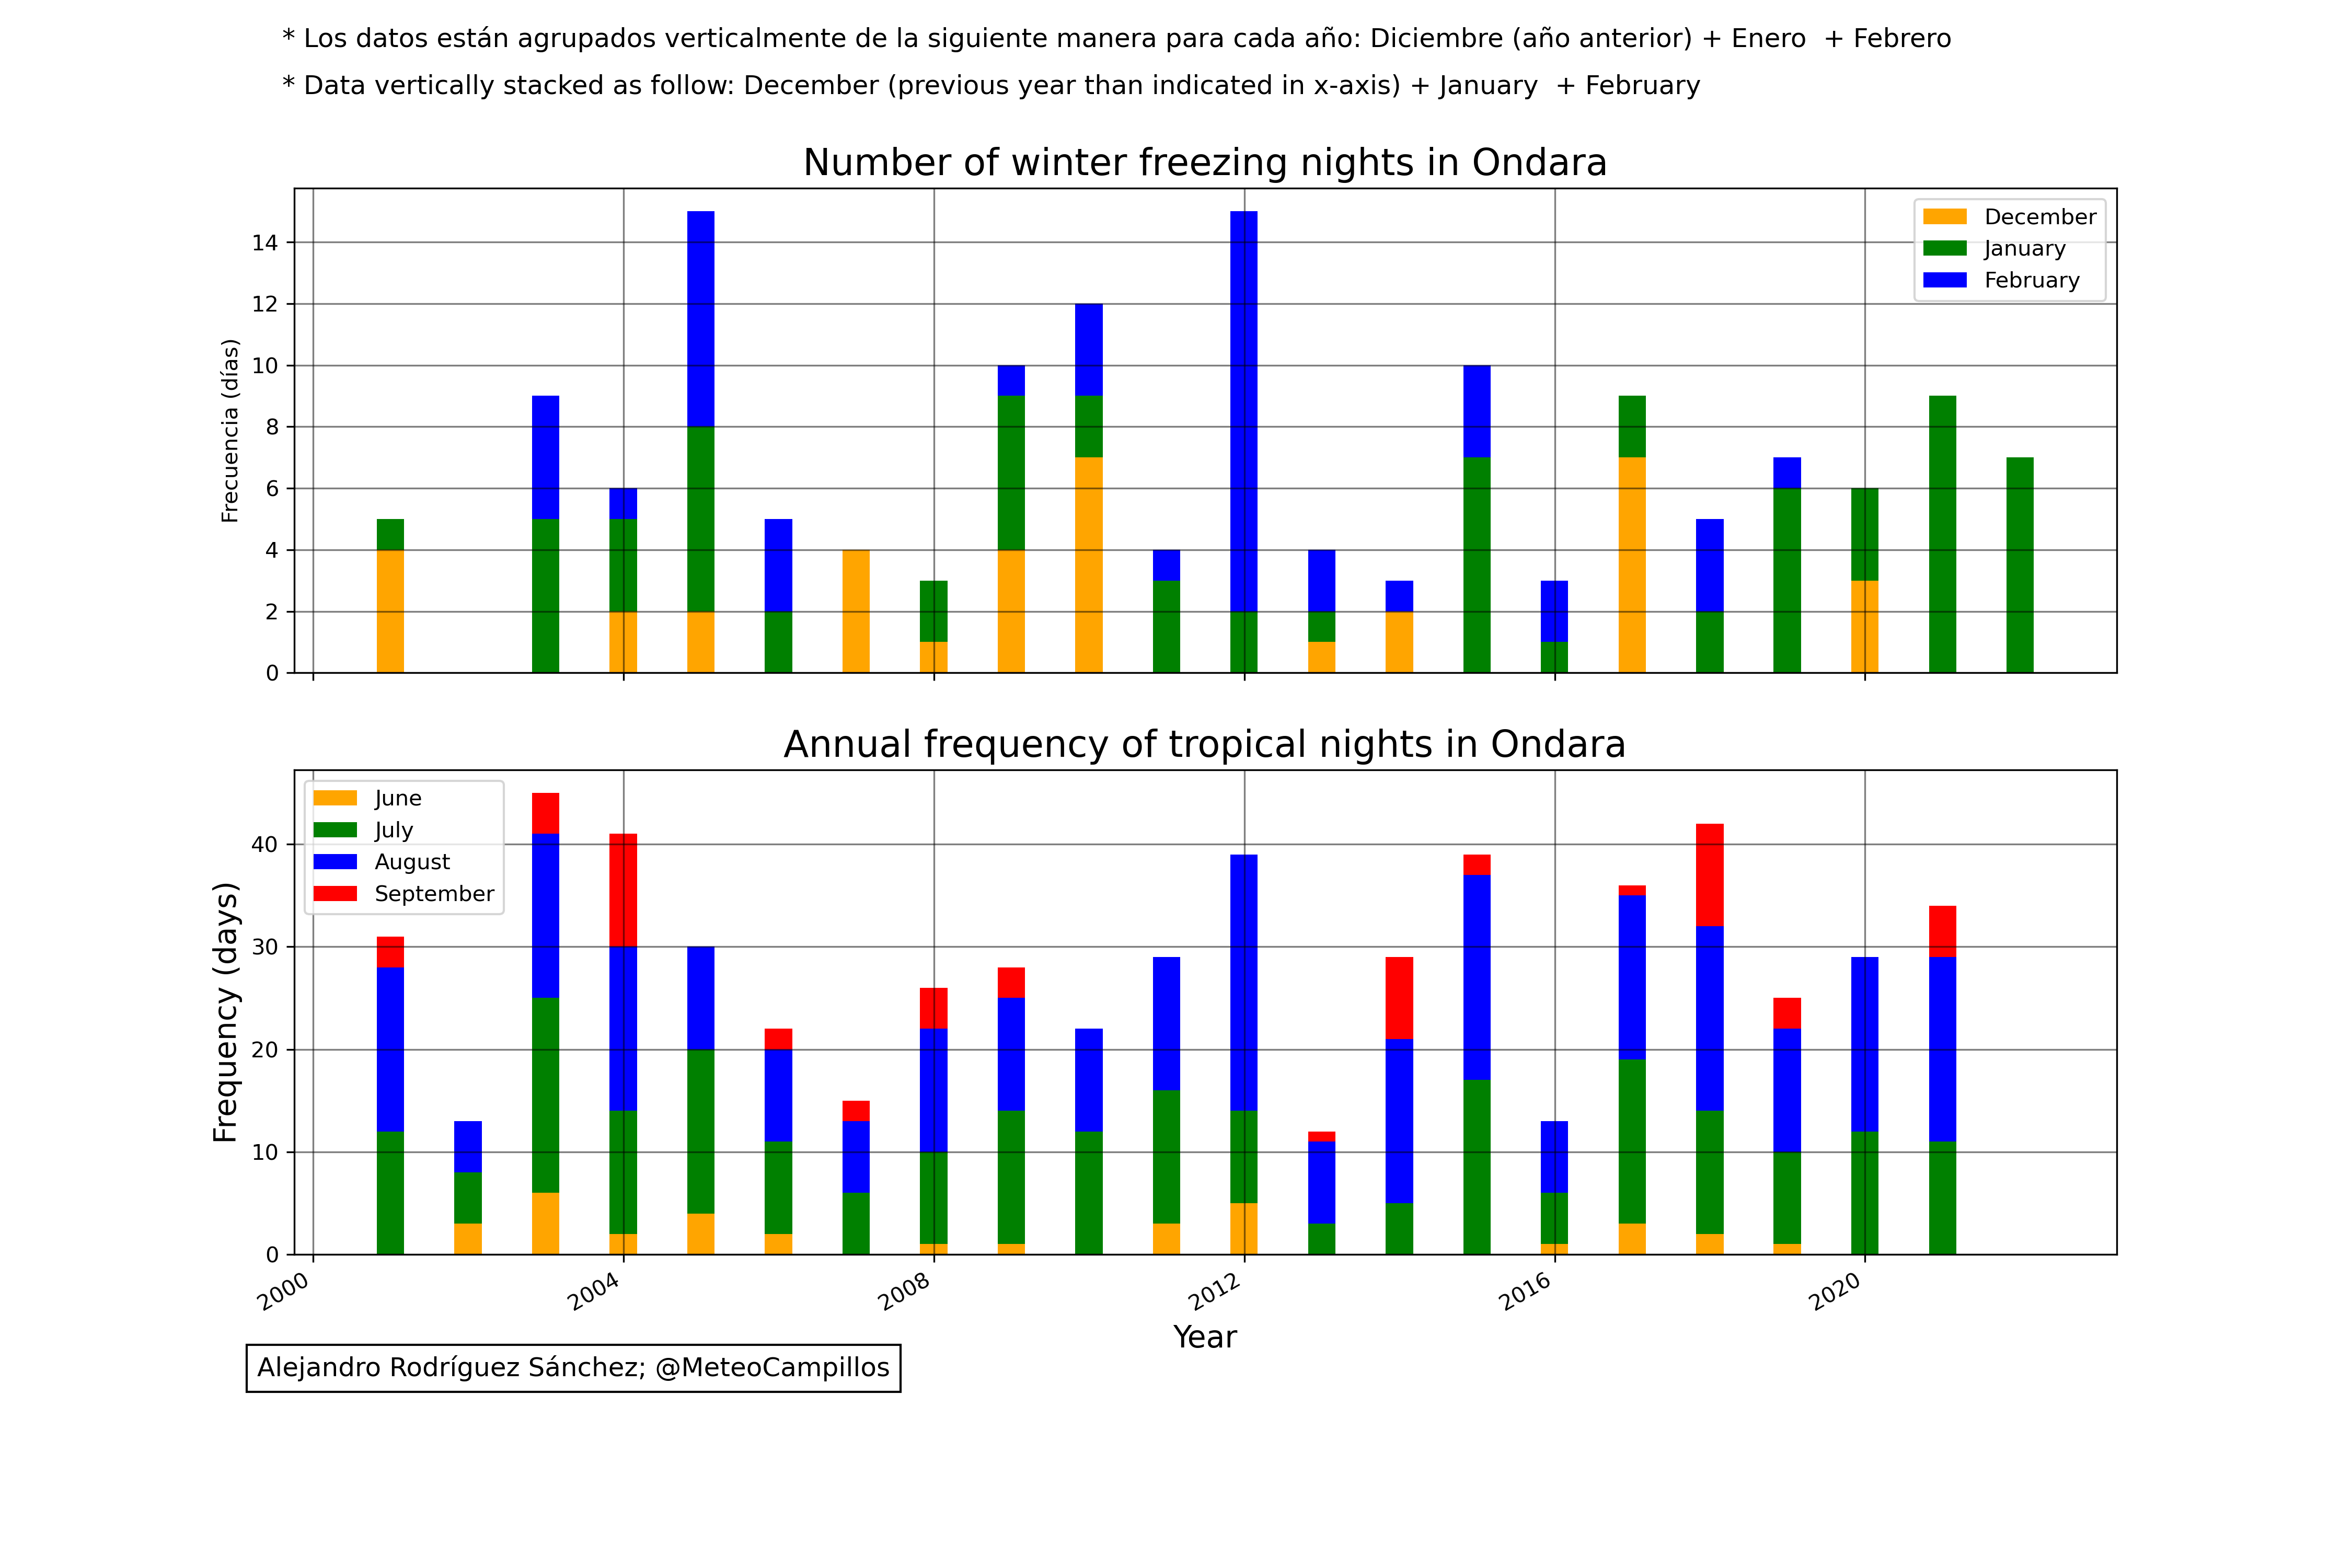 * Los datos están agrupados verticalmente de la siguiente manera para cada año: Diciembre (año anterior) + Enero  + Febrero
* Data vertically stacked as follow: December (previous year than indicated in x-axis) + January  + February
Number of winter freezing nights in Ondara
Frecuencia (días)
14
12
10
8
6
4
2
0
December
January
February
Annual frequency of tropical nights in Ondara
Frequency (days)
40
30
20
10
0
June
July
August
September
2000
2004
2008
2012
2016
2020
Year
Alejandro Rodríguez Sánchez; @MeteoCampillos